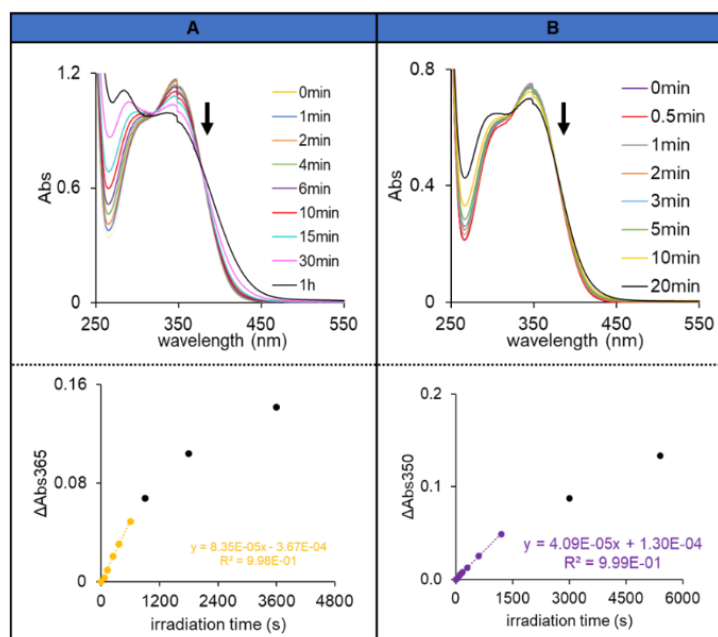 A
B
1.2
0.6
0
Abs
250 350 450 550
wavelength (nm)
0min
1min
2min
4min
6min
10min
15min
30min
1h
0.8
0.4
0
Abs
250 350 450 550
wavelength (nm)
0min
0.5min
1min
2min
3min
5min
10min
20min
0.16
0.08
0
ΔAbs365
y = 8.35E-05x - 3.67E-04
R² = 9.98E-01
0 1200 2400 3600 4800
irradiation time (s)
0.2
0.1
0.0
ΔAbs350
y = 4.09E-05x + 1.30E-04
R² = 9.99E-01
0 1500 3000 4500 6000
irradiation time (s)